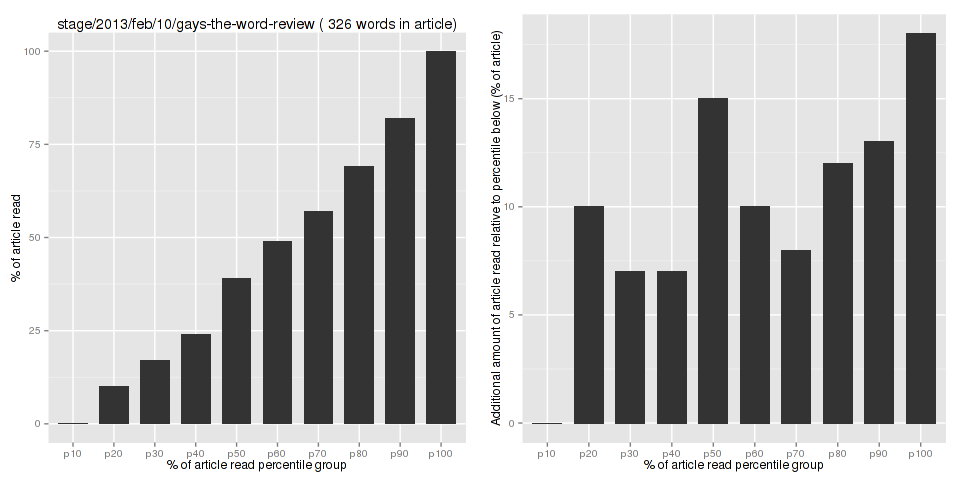 stage/2013/feb/10/gays-the-word-review ( 326 words in article)
% of article read
100
75
50
25
0
p10 p20 p30 p40 p50 p60 p70 p80 p90 p100
% of article read percentile group
Additional amount of article read relative to percentile below (% of article)
15
10
5
0
p10 p20 p30 p40 p50 p60 p70 p80 p90 p100
% of article read percentile group